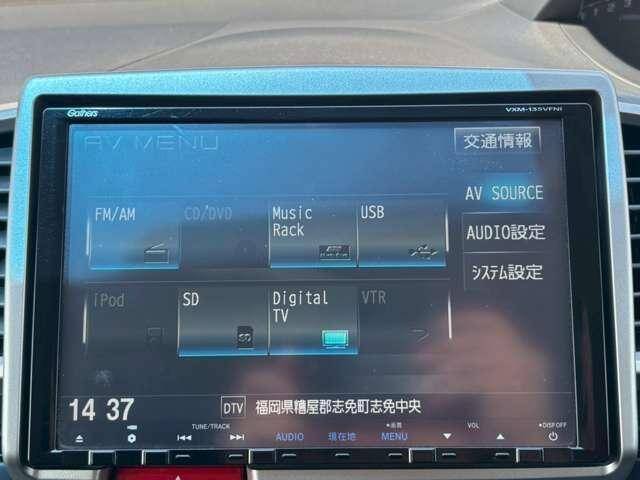 Gathers VXM-135VFNi
AV MENU 交通情報
FM/AM CD/DVD Music Rack USB AV SOURCE
AUDIO設定
システム設定
iPod SD Digital TV VTR
SD
14 37 DTV 福岡県糟屋郡志免町志免中央
TUNE/TRACK AUDIO 現在地 画質 MENU VOL DISP OFF